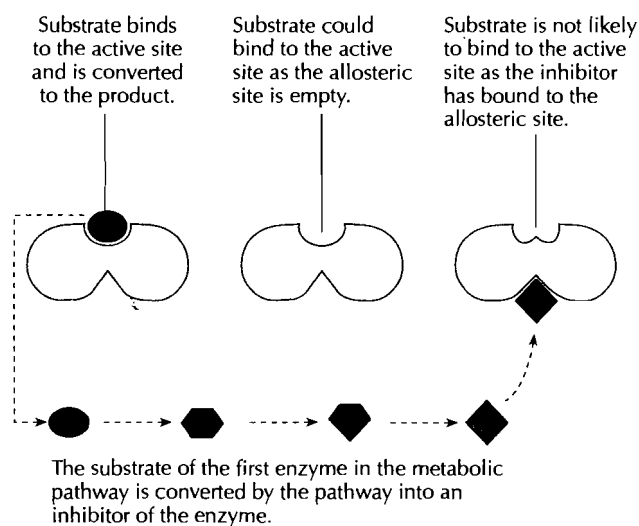 Substrate binds
to the active site
and is converted
to the product.
Substrate could
bind to the active
site as the allosteric
site is empty.
Substrate is not likely
to bind to the active
site as the inhibitor
has bound to the
allosteric site.
The substrate of the first enzyme in the metabolic
pathway is converted by the pathway into an
inhibitor of the enzyme.